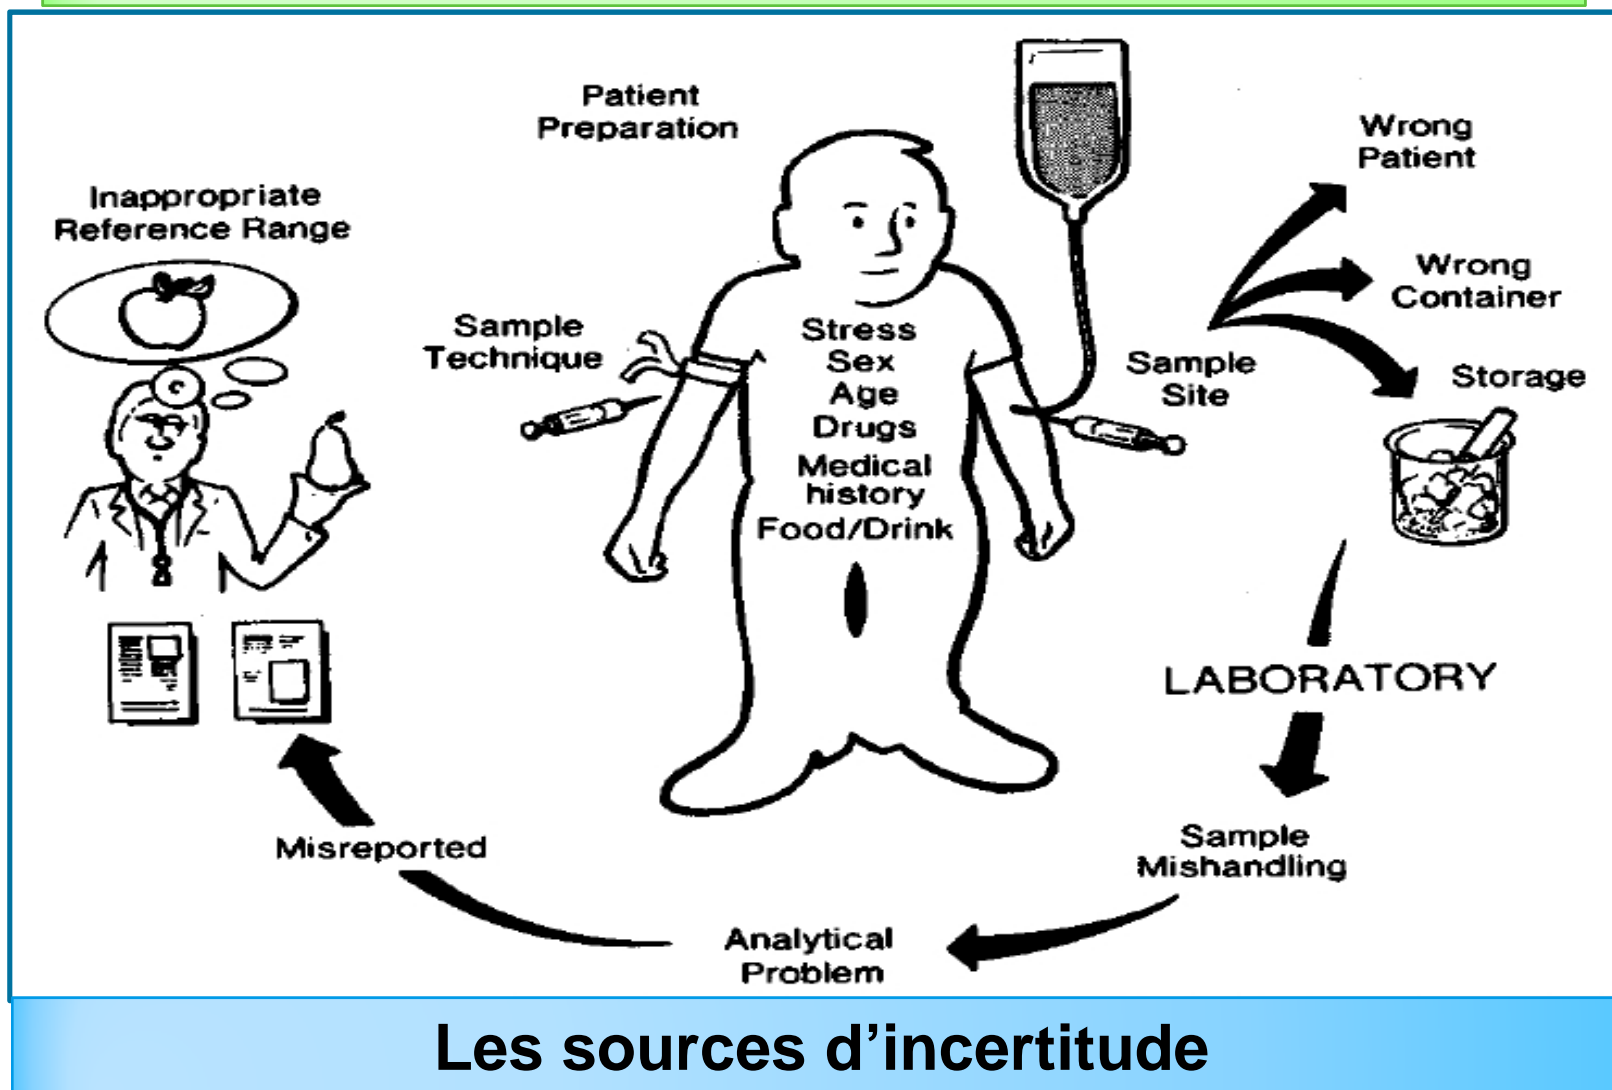 Patient
Preparation
Inappropriate
Reference Range
Sample
Technique
Stress
Sex
Age
Drugs
Medical
history
Food/Drink
Sample
Site
Wrong
Patient
Wrong
Container
Storage
LABORATORY
Sample
Mishandling
Analytical
Problem
Misreported
Les sources d’incertitude